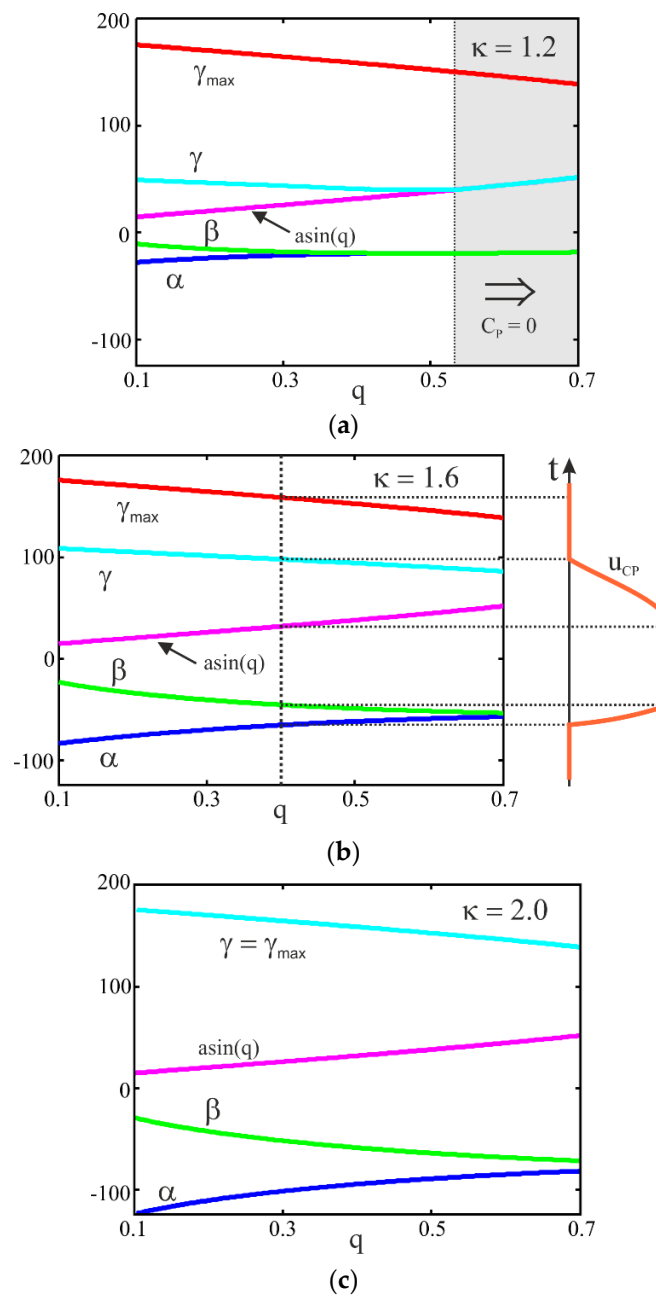 200
κ = 1.2
γmax
100
γ
asin(q)
0
β
α
⇒
CP = 0
-100
0.1
0.3
0.5
0.7
q
(a)
200
κ = 1.6
t
γmax
100
uCP
γ
asin(q)
0
β
α
-100
0.1
0.3
0.5
0.7
q
(b)
200
κ = 2.0
γ = γmax
100
asin(q)
0
β
α
-100
0.1
0.3
0.5
0.7
q
(c)